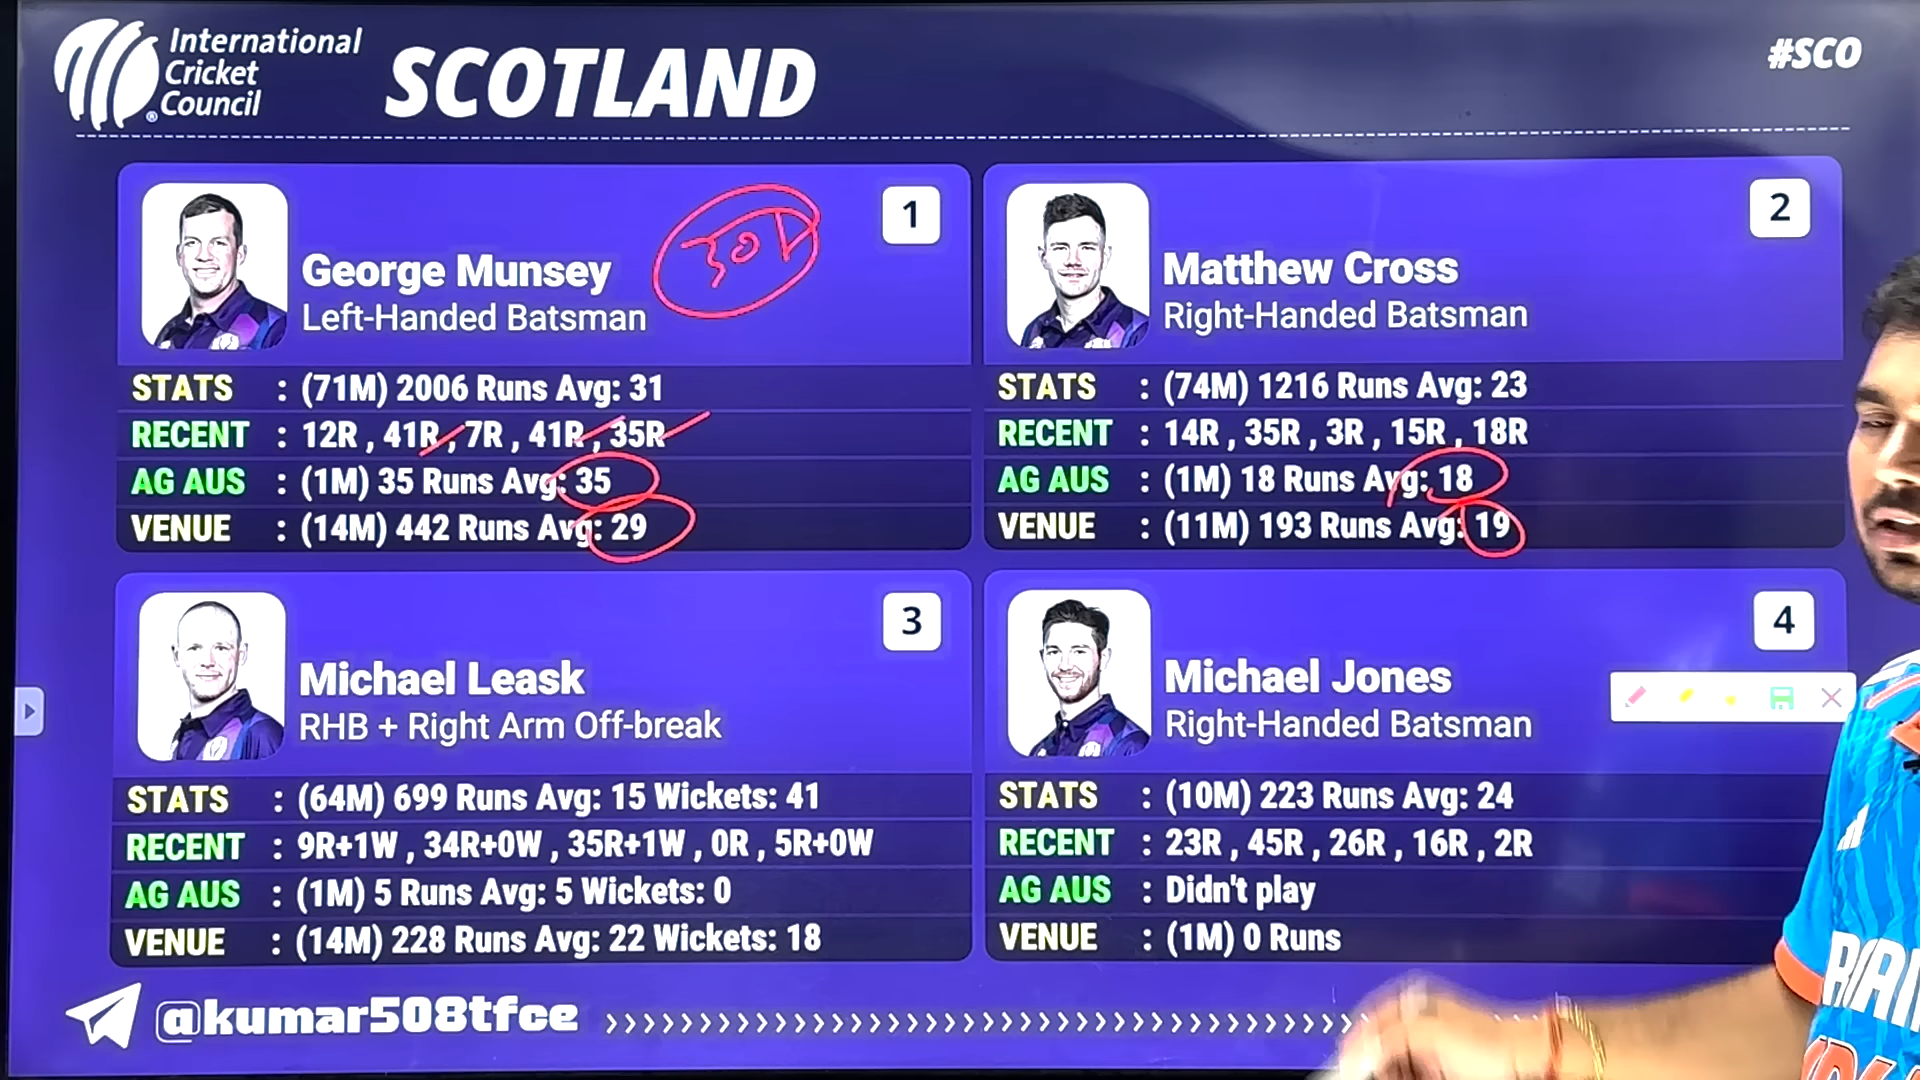 International
Cricket
Council
SCOTLAND
#SCO
1
George Munsey
Left-Handed Batsman
STATS : (71M) 2006 Runs Avg: 31
RECENT : 12R , 41R , 7R , 41R , 35R
AG AUS : (1M) 35 Runs Avg: 35
VENUE : (14M) 442 Runs Avg: 29
2
Matthew Cross
Right-Handed Batsman
STATS : (74M) 1216 Runs Avg: 23
RECENT : 14R , 35R , 3R , 15R , 18R
AG AUS : (1M) 18 Runs Avg: 18
VENUE : (11M) 193 Runs Avg: 19
3
Michael Leask
RHB + Right Arm Off-break
STATS : (64M) 699 Runs Avg: 15 Wickets: 41
RECENT : 9R+1W , 34R+0W , 35R+1W , 0R , 5R+0W
AG AUS : (1M) 5 Runs Avg: 5 Wickets: 0
VENUE : (14M) 228 Runs Avg: 22 Wickets: 18
4
Michael Jones
Right-Handed Batsman
STATS : (10M) 223 Runs Avg: 24
RECENT : 23R , 45R , 26R , 16R , 2R
AG AUS : Didn't play
VENUE : (1M) 0 Runs
@kumar508tfce